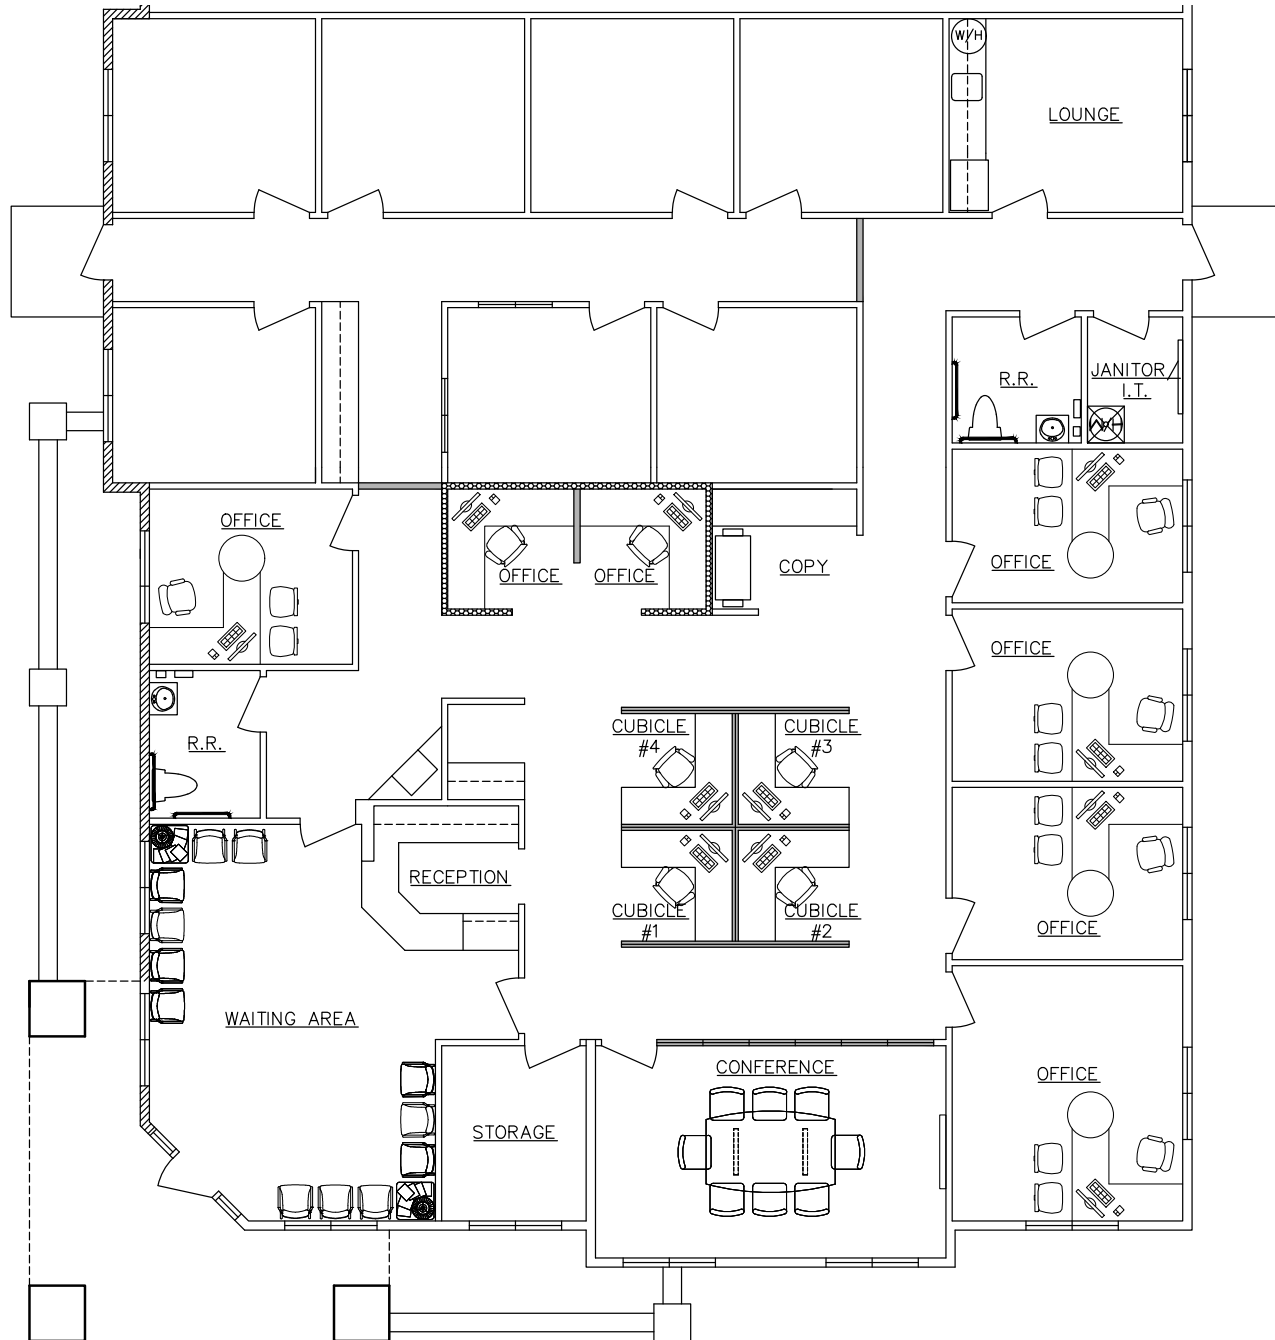 W/H
LOUNGE
R.R.
JANITOR/
I.T.
W/H
OFFICE
OFFICE
OFFICE
COPY
OFFICE
OFFICE
CUBICLE
#4
CUBICLE
#3
R.R.
RECEPTION
CUBICLE
#1
CUBICLE
#2
OFFICE
WAITING AREA
CONFERENCE
OFFICE
STORAGE